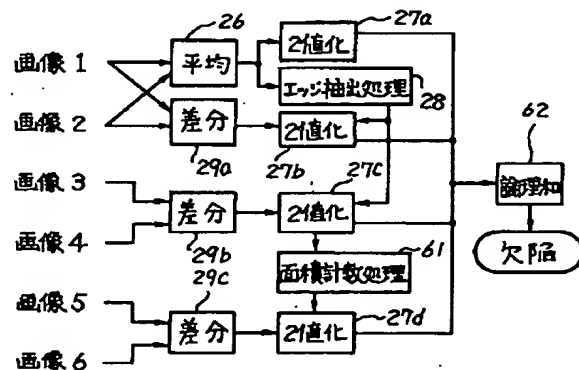 26
27a
画像1
平均
2値化
エッジ抽出処理
28
画像2
差分
2値化
29a
27b
27c
62
画像3
差分
2値化
論理和
画像4
29b
61
欠陥
29c
面積計数処理
画像5
差分
2値化
27d
画像6